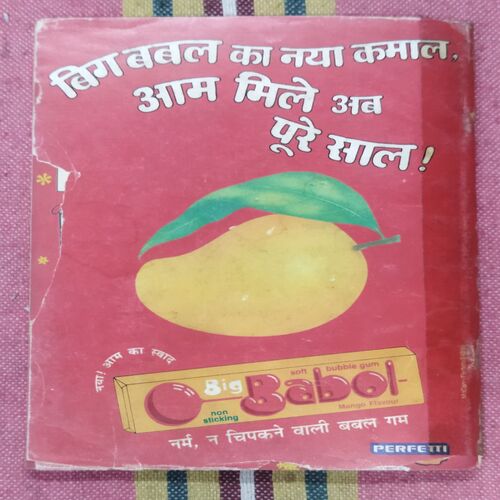 बिग बबल का नया कमाल,
आम मिले अब
पूरे साल!
नया! आम का स्वाद
soft bubble gum
Big Babol
non
sticking
Mango Flavour
नर्म, न चिपकने वाली बबल गम
PERFETTI